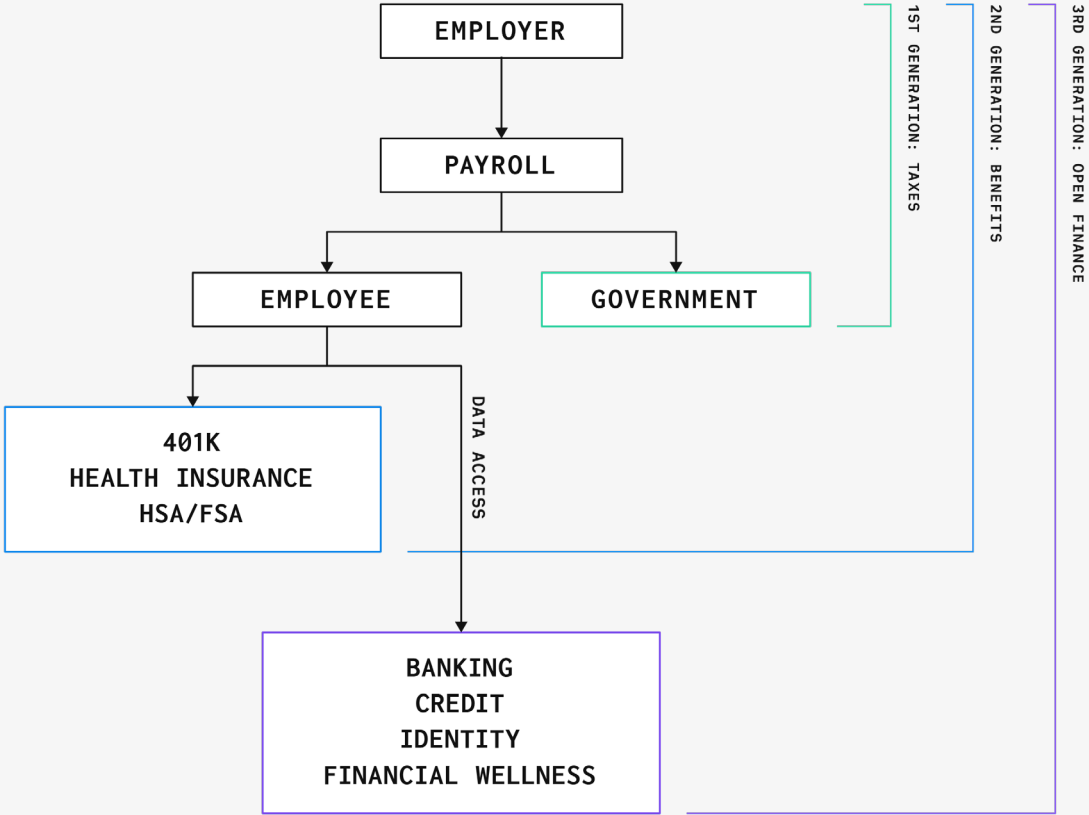 EMPLOYER
PAYROLL
EMPLOYEE
GOVERNMENT
401K
HEALTH INSURANCE
HSA/FSA
DATA ACCESS
BANKING
CREDIT
IDENTITY
FINANCIAL WELLNESS
1ST GENERATION: TAXES
2ND GENERATION: BENEFITS
3RD GENERATION: OPEN FINANCE